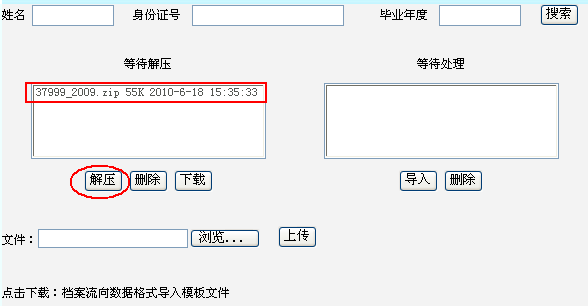 姓名 身份证号 毕业年度 搜索
等待解压 等待处理
37999_2009.zip 55K 2010-6-18 15:35:33
解压 删除 下载 导入 删除
文件： 浏览... 上传
点击下载：档案流向数据格式导入模板文件